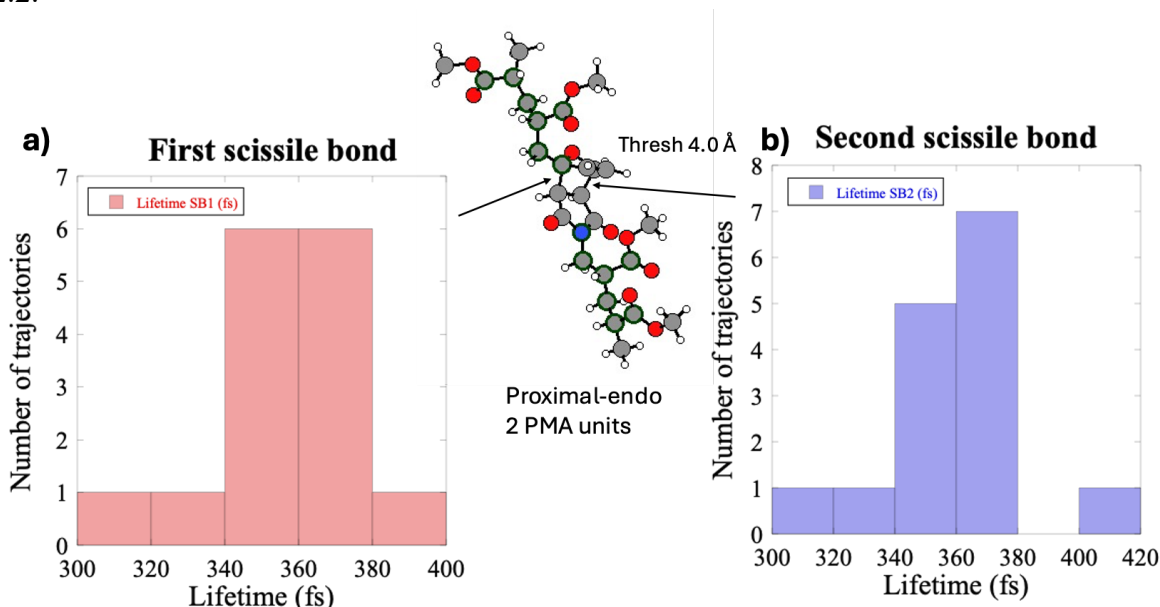 a)
First scissile bond
Lifetime SB1 (fs)
Number of trajectories
7
6
5
4
3
2
1
0
300 320 340 360 380 400
Lifetime (fs)
Thresh 4.0 Å
Proximal-endo
2 PMA units
b)
Second scissile bond
Lifetime SB2 (fs)
Number of trajectories
8
7
6
5
4
3
2
1
0
300 320 340 360 380 400 420
Lifetime (fs)